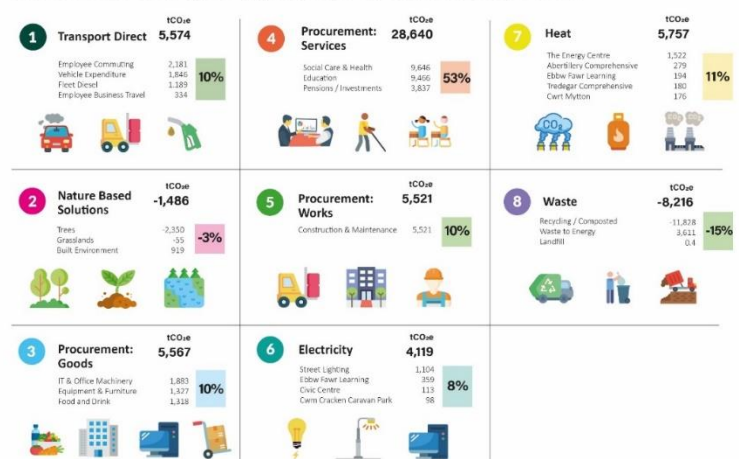 1
Transport Direct
tCO₂e
5,574
Employee Commuting 2,181
Vehicle Expenditure 1,846
Fleet Diesel 1.189
Employee Business Travel 334
10%
4
Procurement:
Services
tCO₂e
28,640
Social Care & Health 9,646
Education 9,466
Pensions / Investments 3,837
53%
7
Heat
tCO₂e
5,757
The Energy Centre 1,522
Abertillery Comprehensive 279
Ebbw Fawr Learning 194
Tredegar Comprehensive 180
Cwrt Mytton 176
11%
CO₂
CO₂ CO₂
2
Nature Based
Solutions
tCO₂e
-1,486
Trees -2,350
Grasslands -55
Built Environment 919
-3%
5
Procurement:
Works
tCO₂e
5,521
Construction & Maintenance 5,521
10%
8
Waste
tCO₂e
-8,216
Recycling / Composted -11,828
Waste to Energy 3,611
Landfill 0.4
-15%
3
Procurement:
Goods
tCO₂e
5,567
IT & Office Machinery 1,883
Equipment & Furniture 1,327
Food and Drink 1,318
10%
6
Electricity
tCO₂e
4,119
Street Lighting 1,104
Ebbw Fawr Learning 359
Civic Centre 113
Cwm Cracken Caravan Park 98
8%